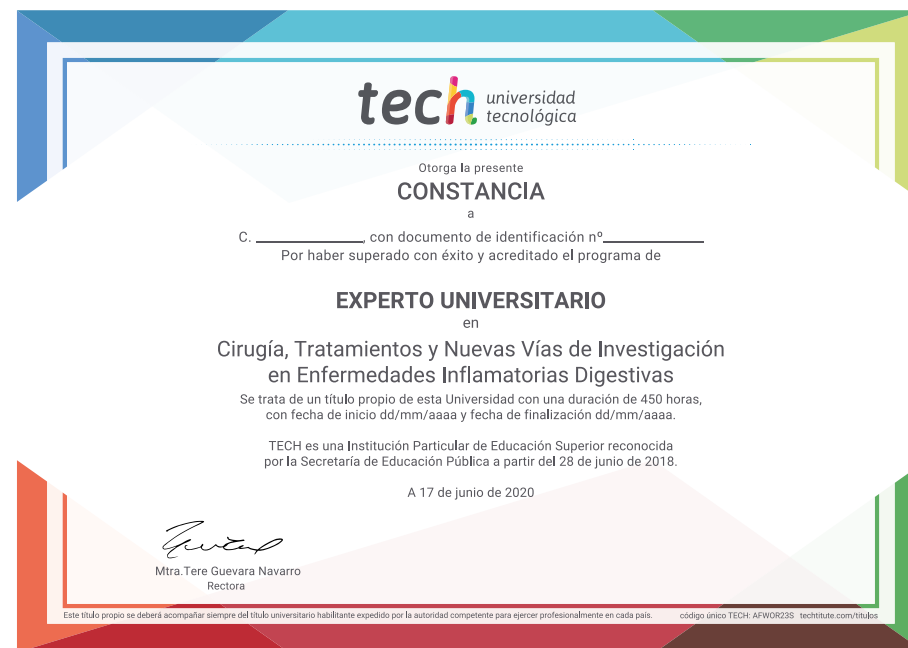 tech universidad
tecnológica
Otorga la presente
CONSTANCIA
a
C. ____________, con documento de identificación nº____________
Por haber superado con éxito y acreditado el programa de
EXPERTO UNIVERSITARIO
en
Cirugía, Tratamientos y Nuevas Vías de Investigación
en Enfermedades Inflamatorias Digestivas
Se trata de un título propio de esta Universidad con una duración de 450 horas,
con fecha de inicio dd/mm/aaaa y fecha de finalización dd/mm/aaaa.
TECH es una Institución Particular de Educación Superior reconocida
por la Secretaría de Educación Pública a partir del 28 de junio de 2018.
A 17 de junio de 2020
Mtra.Tere Guevara Navarro
Rectora
Este título propio se deberá acompañar siempre del título universitario habilitante expedido por la autoridad competente para ejercer profesionalmente en cada país. código único TECH: AFWOR23S techtitute.com/titulos